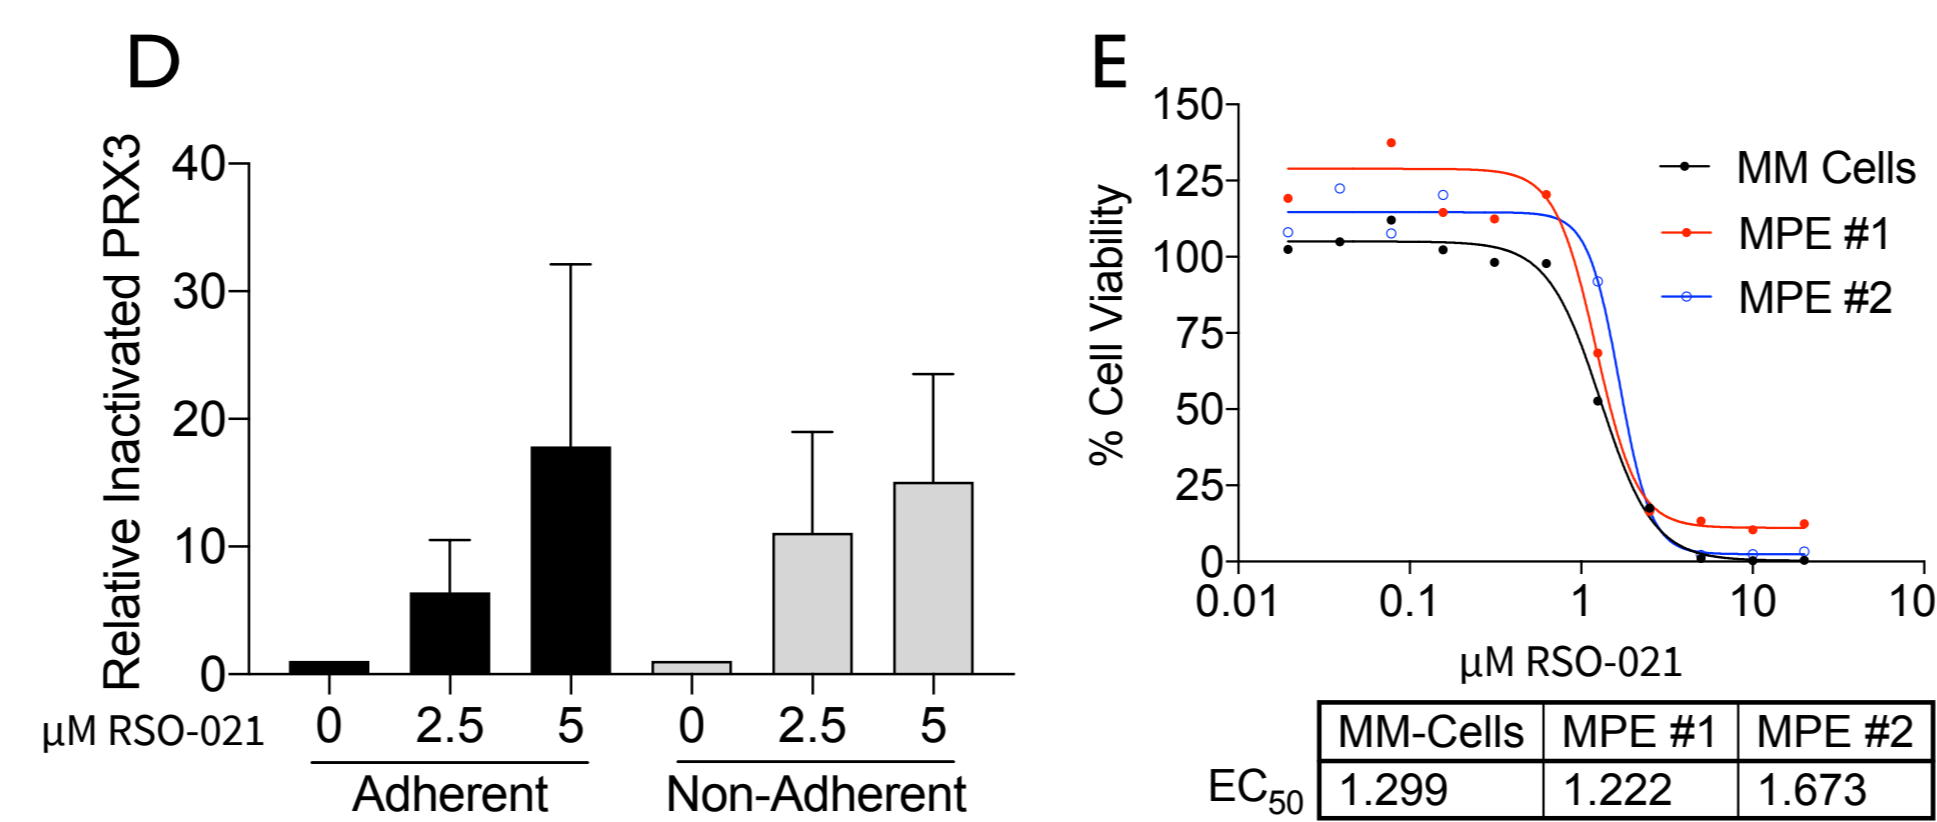 D
Relative Inactivated PRX3
40
30
20
10
0
µM RSO-021 0 2.5 5 0 2.5 5
Adherent Non-Adherent
E
% Cell Viability
150
125
100
75
50
25
0
0.01 0.1 1 10 10
µM RSO-021
MM Cells
MPE #1
MPE #2
MM-Cells MPE #1 MPE #2
EC50 1.299 1.222 1.673